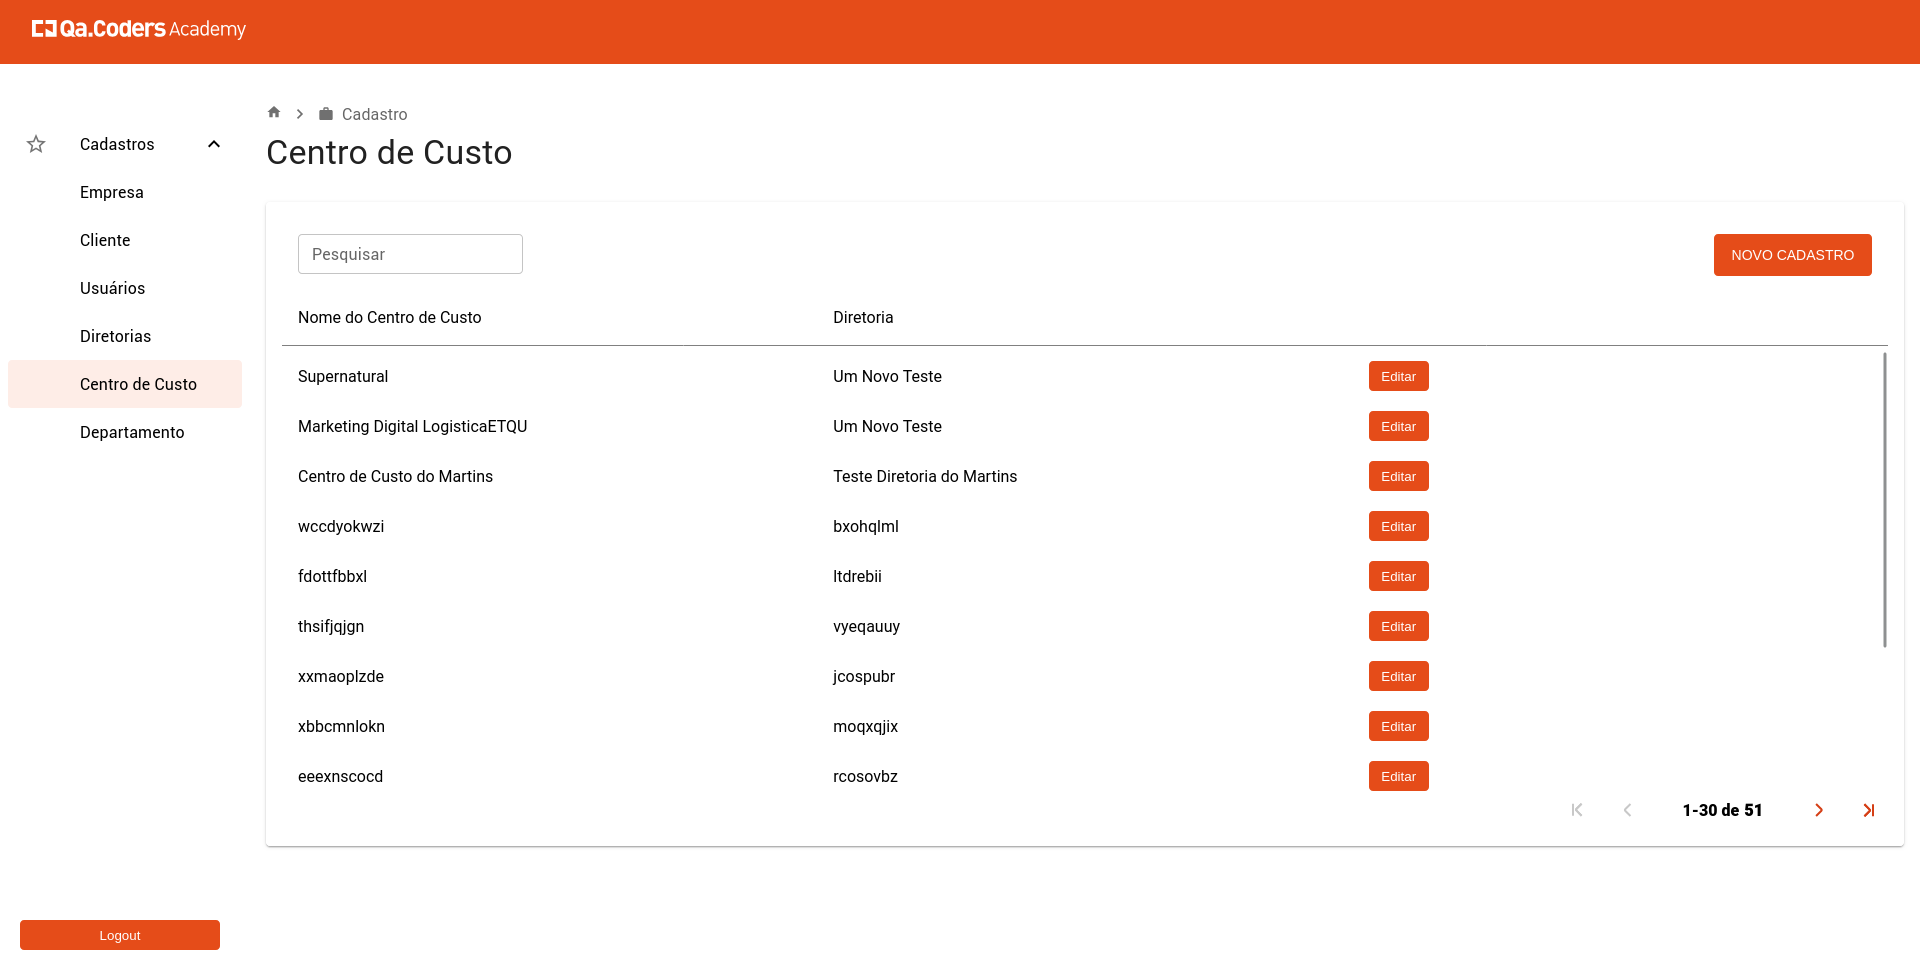 Qa.Coders Academy
Cadastro
Centro de Custo
Cadastros
Empresa
Cliente
Usuários
Diretorias
Centro de Custo
Departamento
Logout
Pesquisar
NOVO CADASTRO
Nome do Centro de Custo Diretoria
Supernatural Um Novo Teste Editar
Marketing Digital LogisticaETQU Um Novo Teste Editar
Centro de Custo do Martins Teste Diretoria do Martins Editar
wccdyokwzi bxohqlml Editar
fdottfbbxl ltdrebii Editar
thsifjqjgn vyeqauuy Editar
xxmaoplzde jcospubr Editar
xbbcmnlokn moqxqjix Editar
eeexnscocd rcosovbz Editar
1-30 de 51